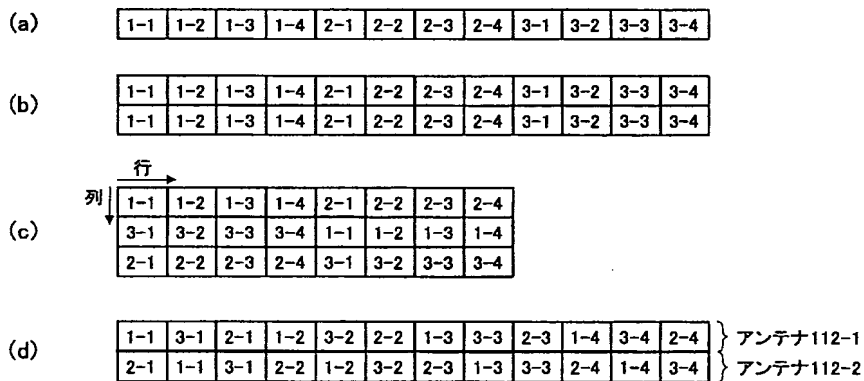 (a)
1-1 1-2 1-3 1-4 2-1 2-2 2-3 2-4 3-1 3-2 3-3 3-4
(b)
1-1 1-2 1-3 1-4 2-1 2-2 2-3 2-4 3-1 3-2 3-3 3-4
1-1 1-2 1-3 1-4 2-1 2-2 2-3 2-4 3-1 3-2 3-3 3-4
行
列
(c)
1-1 1-2 1-3 1-4 2-1 2-2 2-3 2-4
3-1 3-2 3-3 3-4 1-1 1-2 1-3 1-4
2-1 2-2 2-3 2-4 3-1 3-2 3-3 3-4
(d)
1-1 3-1 2-1 1-2 3-2 2-2 1-3 3-3 2-3 1-4 3-4 2-4 アンテナ112-1
2-1 1-1 3-1 2-2 1-2 3-2 2-3 1-3 3-3 2-4 1-4 3-4 アンテナ112-2